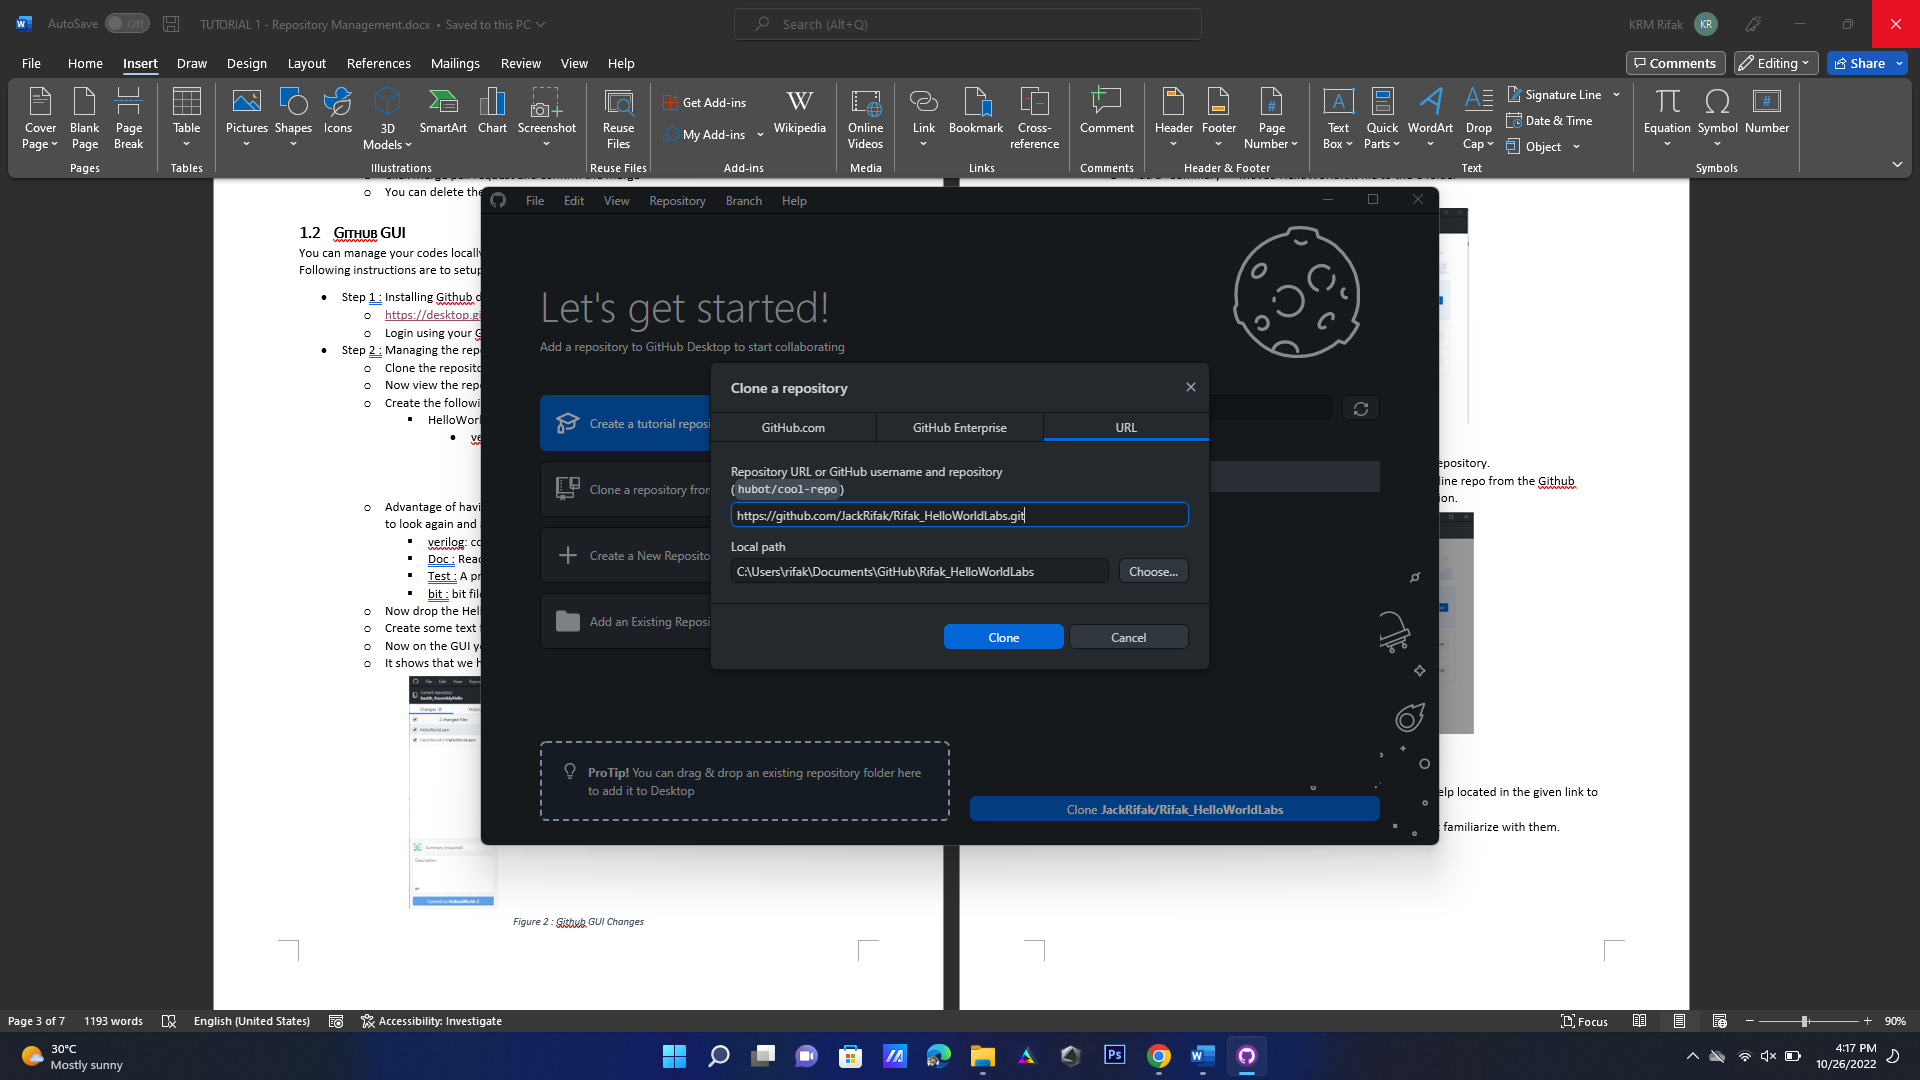 AutoSave Off TUTORIAL 1 - Repository Management.docx • Saved to this PC Search (Alt+Q) KRM Rifak KR
File Home Insert Draw Design Layout References Mailings Review View Help Comments Editing Share
Cover Page Blank Page Page Break Table Pictures Shapes Icons 3D Models SmartArt Chart Screenshot Reuse Files Get Add-ins My Add-ins Wikipedia Online Videos Link Bookmark Cross-reference Comment Header Footer Page Number Text Box Quick Parts WordArt Drop Cap Signature Line Date & Time Object Equation Symbol Number
Pages Tables Illustrations Reuse Files Add-ins Media Links Comments Header & Footer Text Symbols
You can delete the
1.2 GITHUB GUI
You can manage your codes locally
Following instructions are to setup
Step 1 : Installing Github d
https://desktop.gi
Login using your G
Step 2 : Managing the rep
Clone the reposito
Now view the rep
Create the followi
HelloWorl
ve
Advantage of havi
to look again and
verilog: co
Doc : Read
Test : A pr
bit : bit file
Now drop the Hell
Create some text
Now on the GUI yo
It shows that we h
Figure 2 : Github GUI Changes
File Edit View Repository Branch Help
Let's get started!
Add a repository to GitHub Desktop to start collaborating
Create a tutorial reposi
Clone a repository from
Create a New Reposito
Add an Existing Reposi
Clone a repository
GitHub.com GitHub Enterprise URL
Repository URL or GitHub username and repository
(hubot/cool-repo)
https://github.com/JackRifak/Rifak_HelloWorldLabs.git
Local path
C:\Users\rifak\Documents\GitHub\Rifak_HelloWorldLabs Choose...
Clone Cancel
ProTip! You can drag & drop an existing repository folder here
to add it to Desktop
Clone JackRifak/Rifak_HelloWorldLabs
epository.
line repo from the Github
ion.
elp located in the given link to
familiarize with them.
Page 3 of 7 1193 words English (United States) Accessibility: Investigate Focus 90%
30°C
Mostly sunny
Ps
4:17 PM
10/26/2022